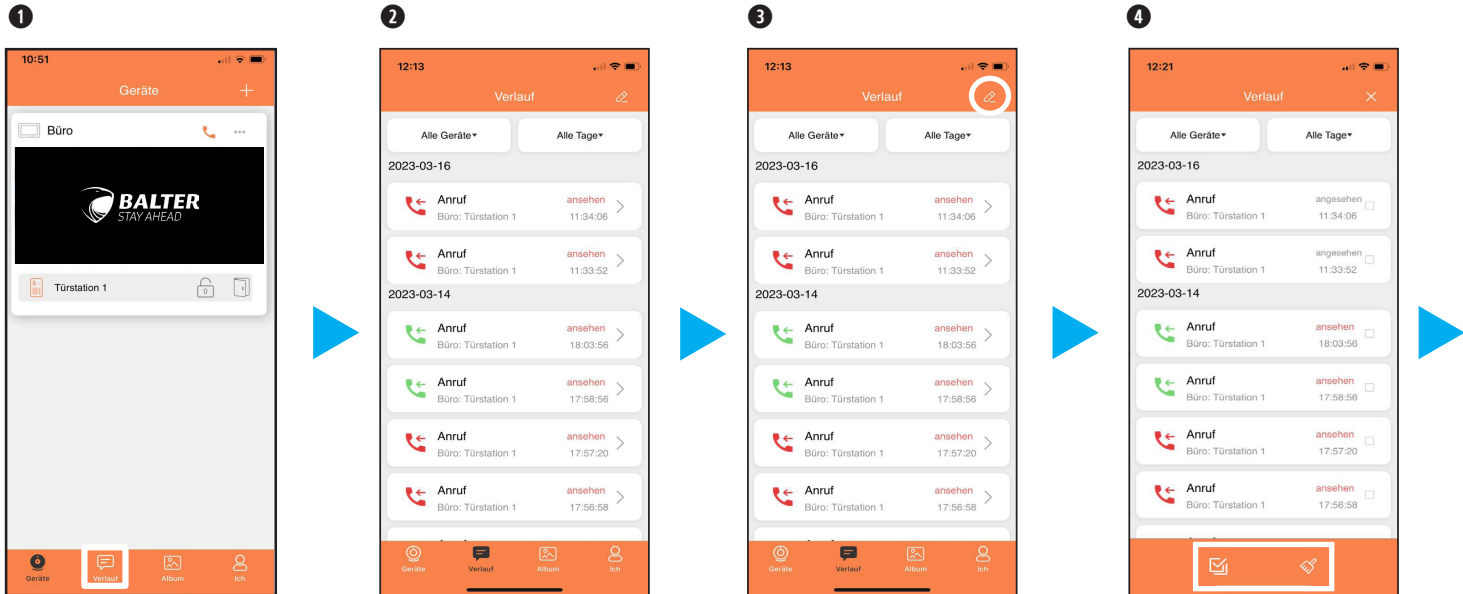 1
10:51
Geräte
Büro
BALTER
STAY AHEAD
Türstation 1
Geräte Verlauf Album Ich
2
12:13
Verlauf
Alle Geräte Alle Tage
2023-03-16
Anruf ansehen
Büro: Türstation 1 11:34:06
Anruf ansehen
Büro: Türstation 1 11:33:52
2023-03-14
Anruf ansehen
Büro: Türstation 1 18:03:56
Anruf ansehen
Büro: Türstation 1 17:58:56
Anruf ansehen
Büro: Türstation 1 17:57:20
Anruf ansehen
Büro: Türstation 1 17:56:58
Geräte Verlauf Album Ich
3
12:13
Verlauf
Alle Geräte Alle Tage
2023-03-16
Anruf ansehen
Büro: Türstation 1 11:34:06
Anruf ansehen
Büro: Türstation 1 11:33:52
2023-03-14
Anruf ansehen
Büro: Türstation 1 18:03:56
Anruf ansehen
Büro: Türstation 1 17:58:56
Anruf ansehen
Büro: Türstation 1 17:57:20
Anruf ansehen
Büro: Türstation 1 17:56:58
Geräte Verlauf Album Ich
4
12:21
Verlauf
Alle Geräte Alle Tage
2023-03-16
Anruf angesehen
Büro: Türstation 1 11:34:06
Anruf angesehen
Büro: Türstation 1 11:33:52
2023-03-14
Anruf ansehen
Büro: Türstation 1 18:03:56
Anruf ansehen
Büro: Türstation 1 17:58:56
Anruf ansehen
Büro: Türstation 1 17:57:20
Anruf ansehen
Büro: Türstation 1 17:56:58